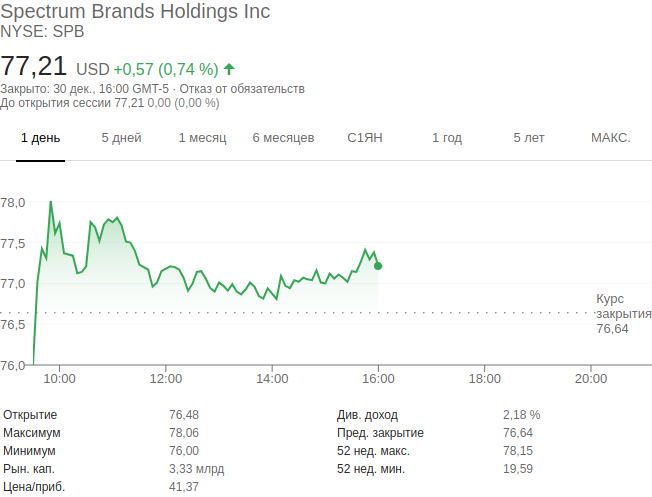 Spectrum Brands Holdings Inc
NYSE: SPB
77,21 USD +0,57 (0,74 %)
Закрыто: 30 дек., 16:00 GMT-5 · Отказ от обязательств
До открытия сессии 77,21 0,00 (0,00 %)
1 день 5 дней 1 месяц 6 месяцев С1ЯН 1 год 5 лет МАКС.
78,0
77,5
77,0
Курс
закрытия
76,64
76,5
76,0
10:00 12:00 14:00 16:00 18:00 20:00
Открытие 76,48 Див. доход 2,18 %
Максимум 78,06 Пред. закрытие 76,64
Минимум 76,00 52 нед. макс. 78,15
Рын. кап. 3,33 млрд 52 нед. мин. 19,59
Цена/приб. 41,37